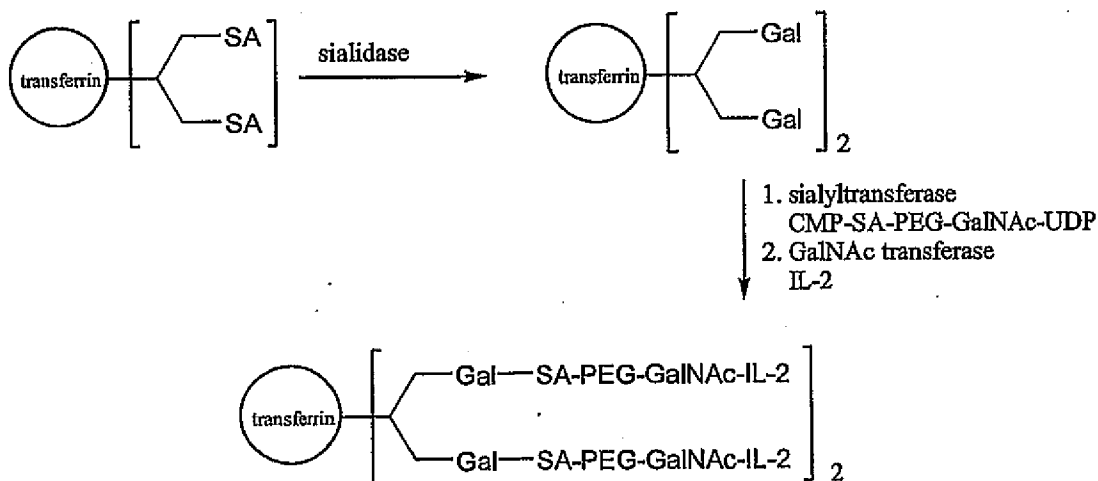 SA
transferrin
SA
sialidase
Gal
transferrin
Gal
2
1. sialyltransferase
CMP-SA-PEG-GalNAc-UDP
2. GalNAc transferrase
IL-2
Gal—SA-PEG-GalNAc-IL-2
transferrin
Gal—SA-PEG-GalNAc-IL-2
2